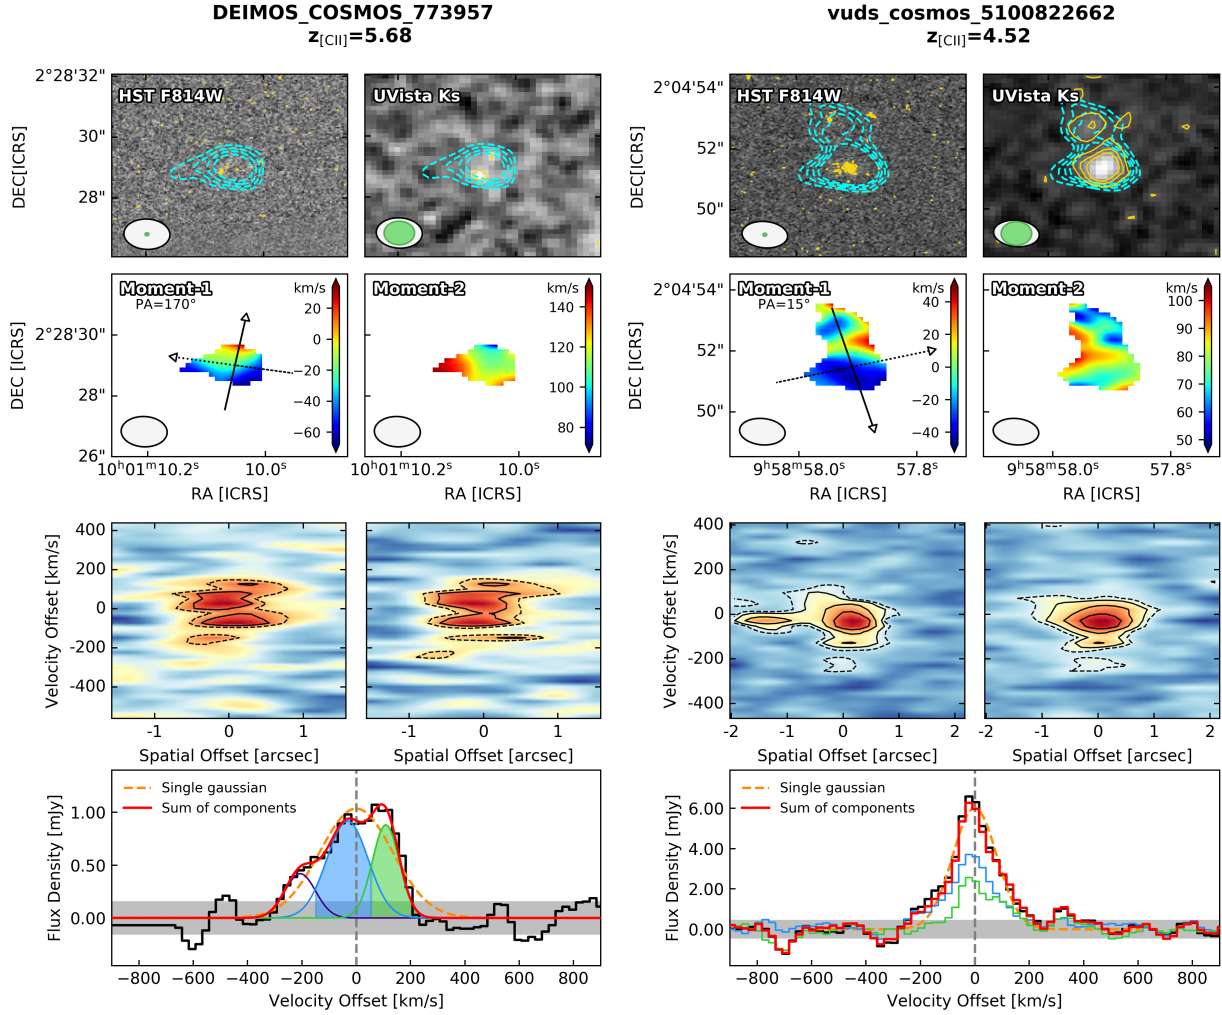 DEIMOS_COSMOS_773957
z[CII]=5.68
2°28'32"
30"
28"
DEC[ICRS]
HST F814W
UVista Ks
Moment-1
PA=170°
km/s
20
0
−20
−40
−60
Moment-2
km/s
140
120
100
80
2°28'30"
28"
26"
DEC [ICRS]
10h01m10.2s
10.0s
10h01m10.2s
10.0s
RA [ICRS]
RA [ICRS]
400
200
0
-200
-400
Velocity Offset [km/s]
-1
0
1
-1
0
1
Spatial Offset [arcsec]
Spatial Offset [arcsec]
Single gaussian
Sum of components
1.00
0.50
0.00
Flux Density [mJy]
−800
−600
−400
−200
0
200
400
600
800
Velocity Offset [km/s]
vuds_cosmos_5100822662
z[CII]=4.52
2°04'54"
52"
50"
DEC[ICRS]
HST F814W
UVista Ks
Moment-1
PA=15°
km/s
40
20
0
−20
−40
Moment-2
km/s
100
90
80
70
60
50
2°04'54"
52"
50"
DEC [ICRS]
9h58m58.0s
57.8s
9h58m58.0s
57.8s
RA [ICRS]
RA [ICRS]
400
200
0
-200
-400
Velocity Offset [km/s]
-2
-1
0
1
2
-2
-1
0
1
2
Spatial Offset [arcsec]
Spatial Offset [arcsec]
Single gaussian
Sum of components
6.00
4.00
2.00
0.00
Flux Density [mJy]
−800
−600
−400
−200
0
200
400
600
800
Velocity Offset [km/s]